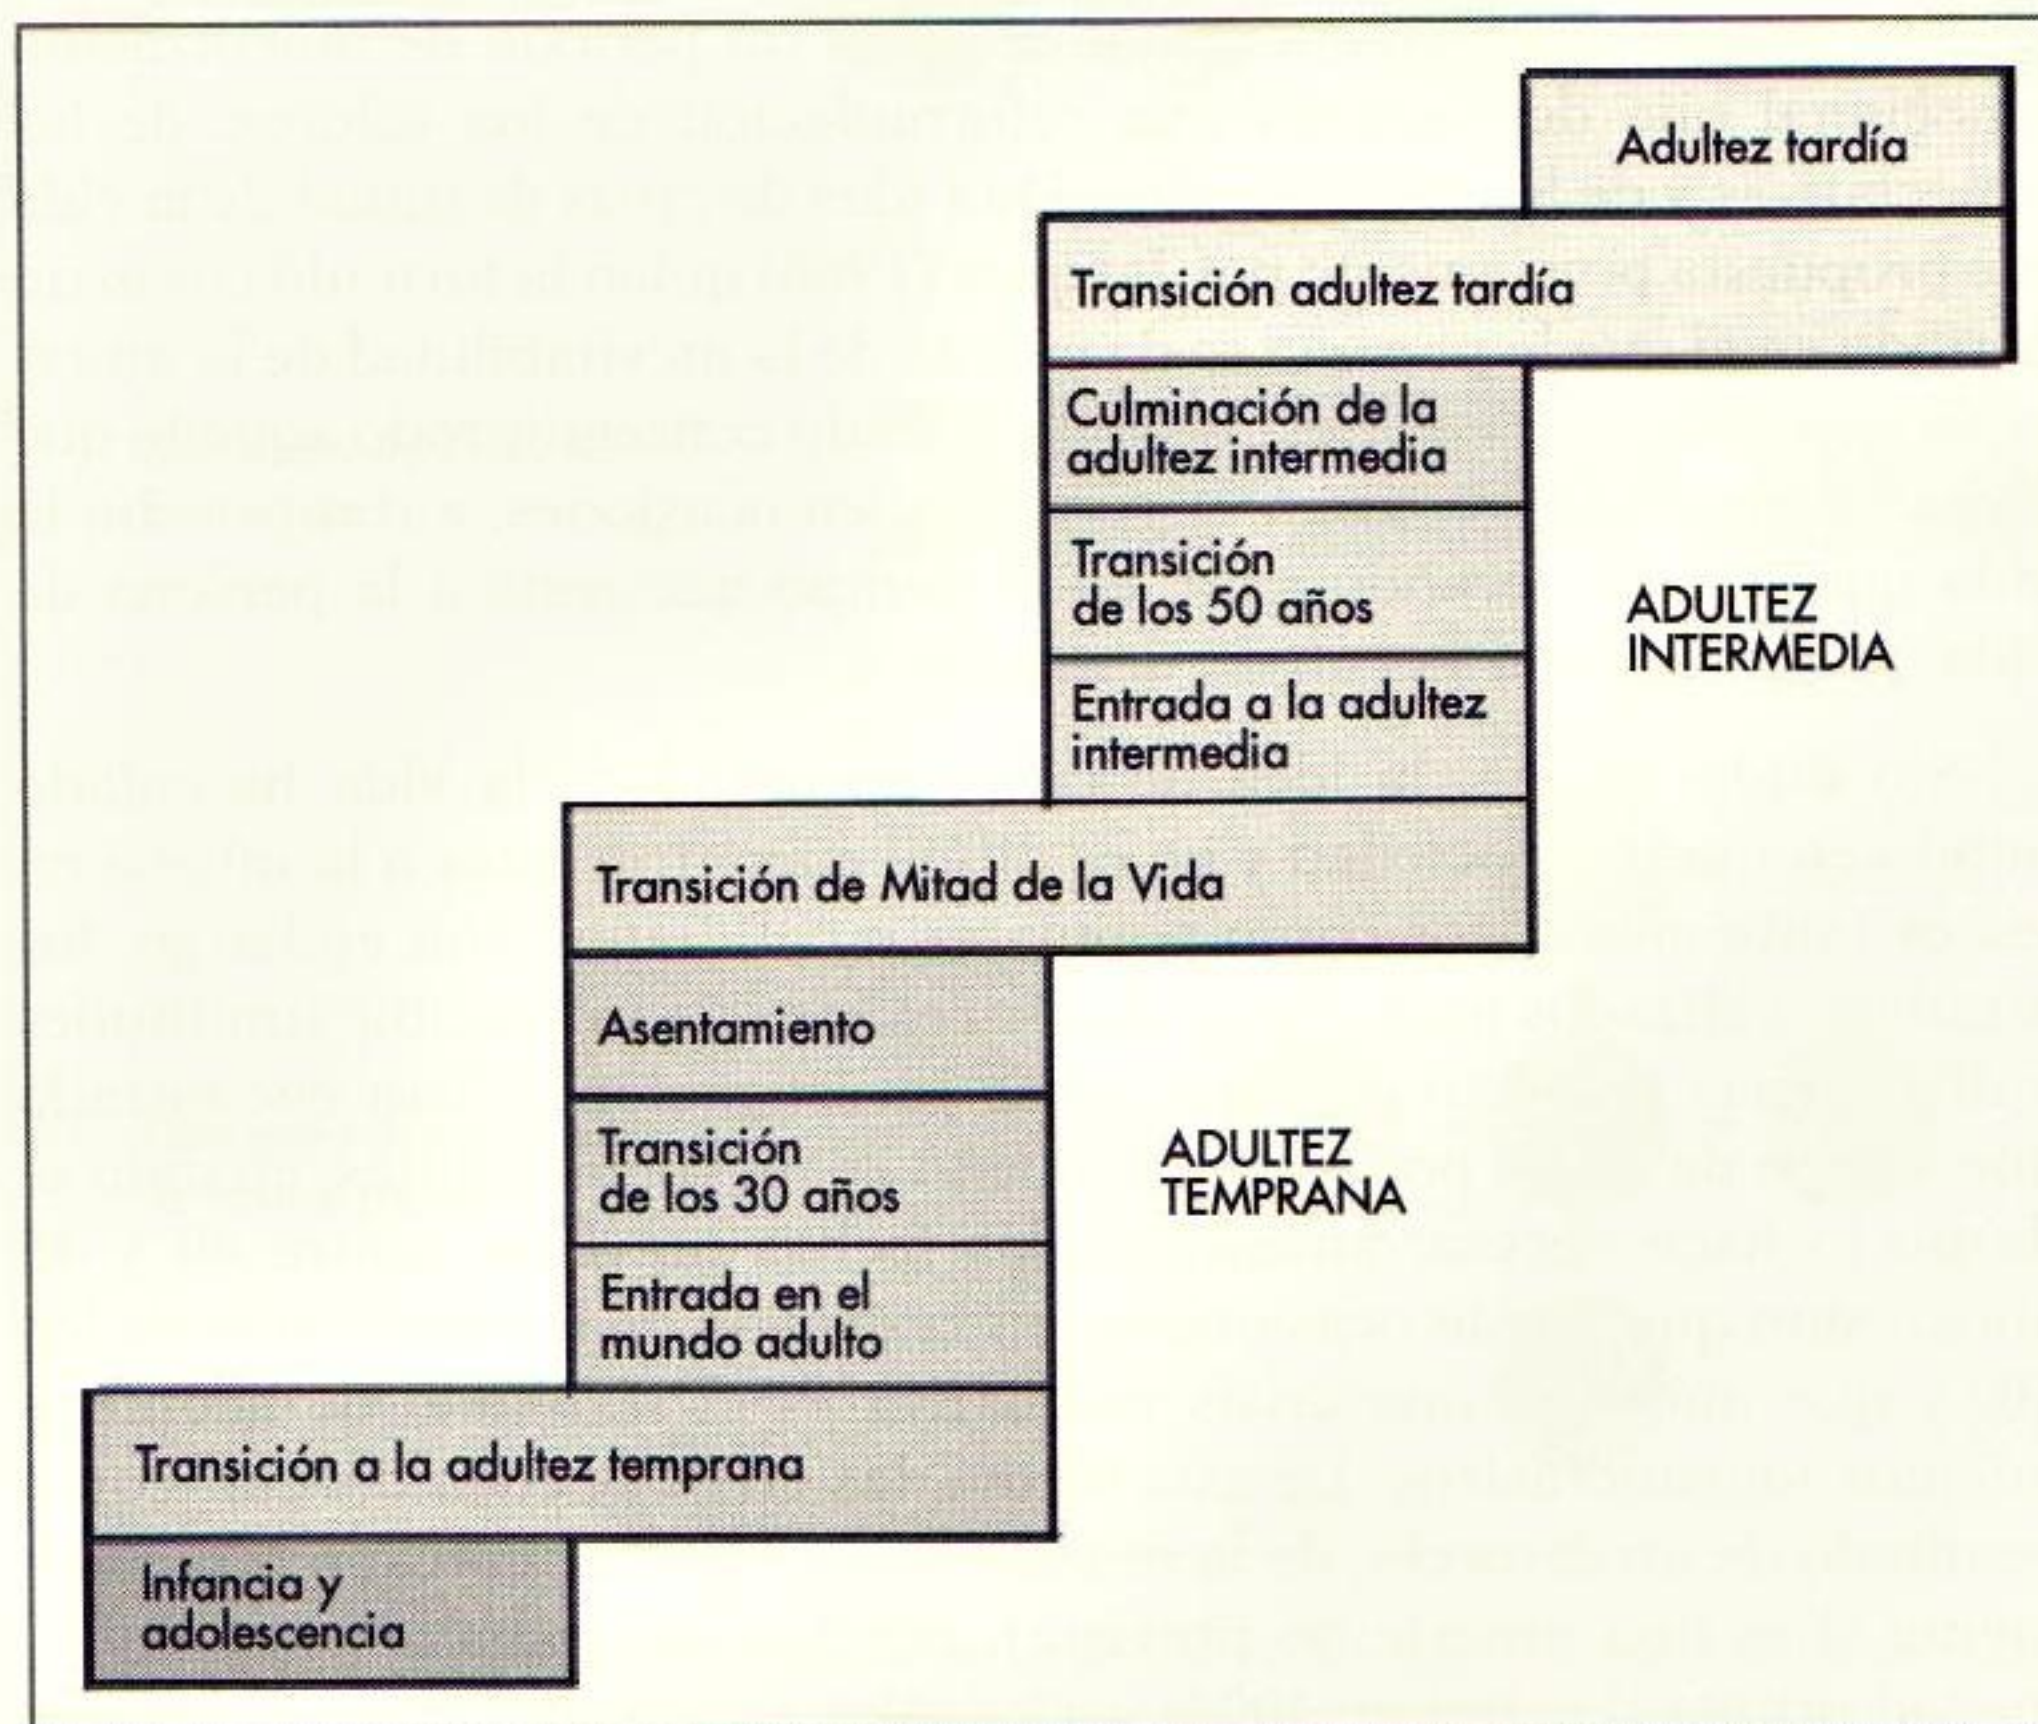 Adultez tardía
Transición adultez tardía
Culminación de la
adultez intermedia
Transición
de los 50 años
ADULTEZ
INTERMEDIA
Entrada a la adultez
intermedia
Transición de Mitad de la Vida
Asentamiento
Transición
de los 30 años
ADULTEZ
TEMPRANA
Entrada en el
mundo adulto
Transición a la adultez temprana
Infancia y
adolescencia